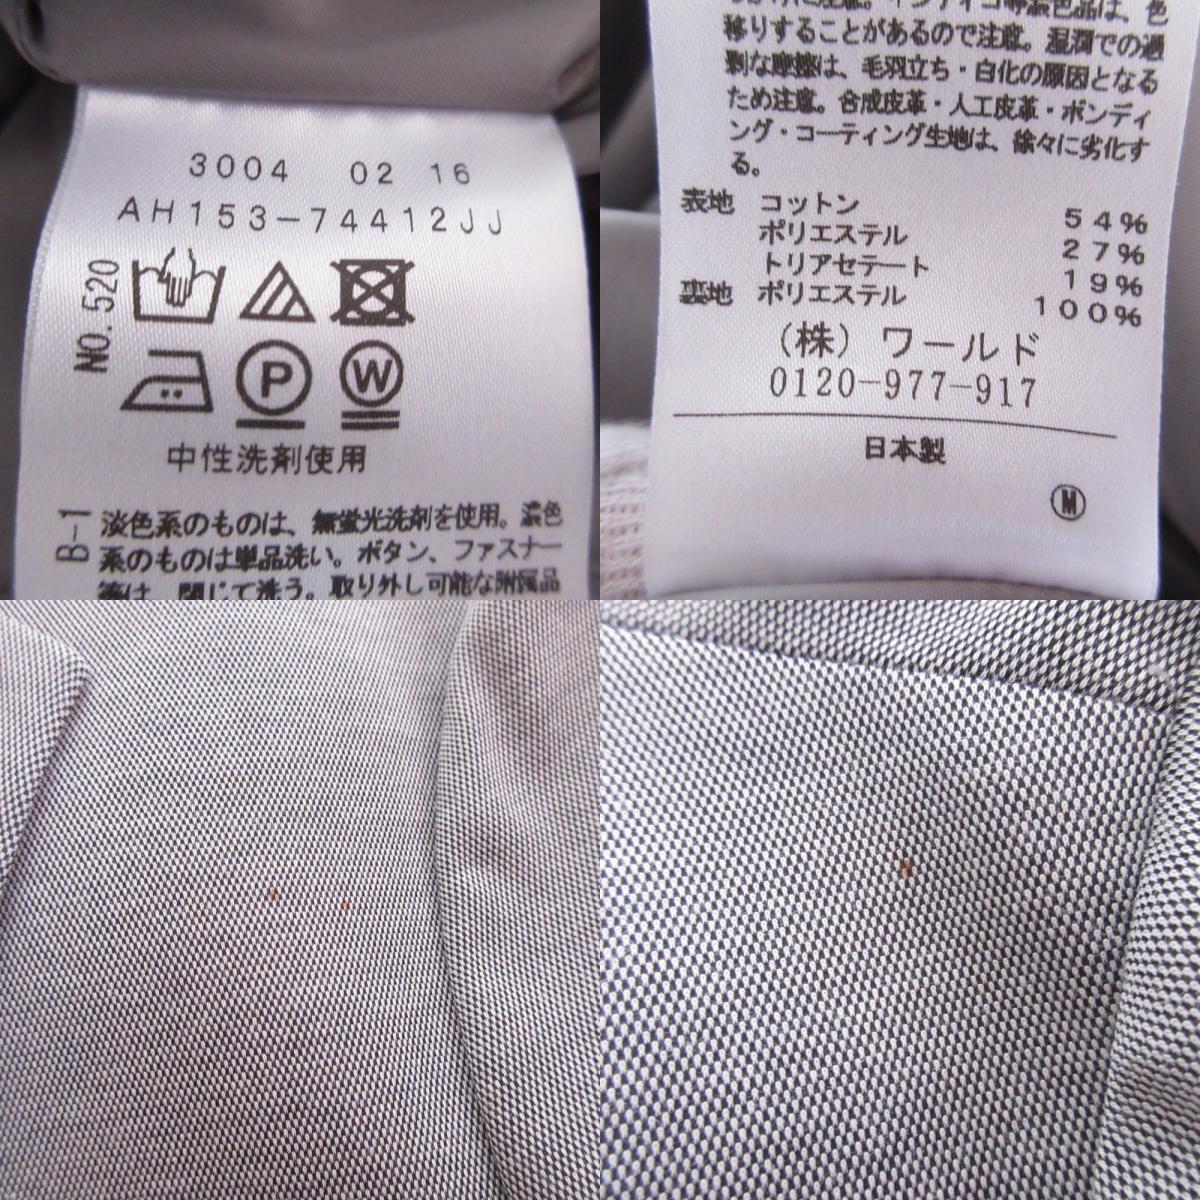 3004 02 16
AH153-74412JJ
NO.520
P
W
中性洗剤使用
B-1
淡色系のものは、無蛍光洗剤を使用。濃色
系のものは単品洗い。ボタン、ファスナー
等は、閉じて洗う。取り外し可能な附属品
色
移りすることがあるので注意。湿潤での過
剰な摩擦は、毛羽立ち・白化の原因となる
ため注意。合成皮革・人工皮革・ボンディ
ング・コーティング生地は、徐々に劣化す
る。
表地 コットン 54%
ポリエステル 27%
トリアセテート 19%
裏地 ポリエステル 100%
(株)ワールド
0120-977-917
日本製
M